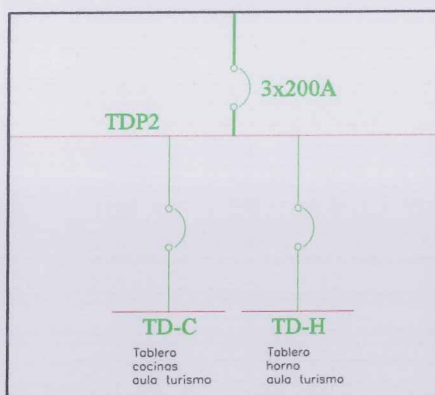 3x200A
TDP2
TD-C
Tablero
cocinas
aula turismo
TD-H
Tablero
horno
aula turismo